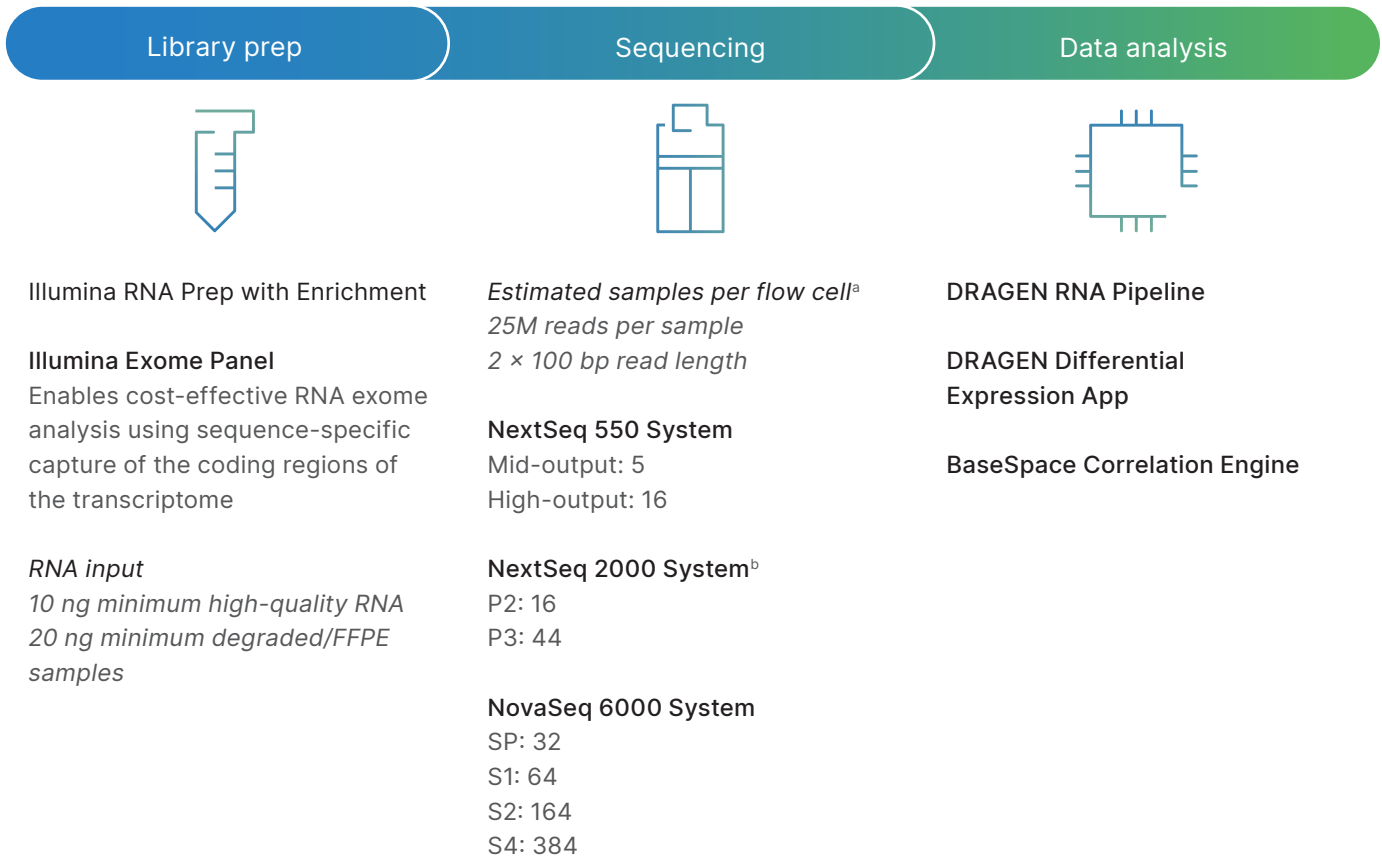 Library prep
Sequencing
Data analysis
Illumina RNA Prep with Enrichment
Illumina Exome Panel
Enables cost-effective RNA exome
analysis using sequence-specific
capture of the coding regions of
the transcriptome
RNA input
10 ng minimum high-quality RNA
20 ng minimum degraded/FFPE
samples
Estimated samples per flow cellᵃ
25M reads per sample
2 × 100 bp read length
NextSeq 550 System
Mid-output: 5
High-output: 16
NextSeq 2000 Systemᵇ
P2: 16
P3: 44
NovaSeq 6000 System
SP: 32
S1: 64
S2: 164
S4: 384
DRAGEN RNA Pipeline
DRAGEN Differential
Expression App
BaseSpace Correlation Engine